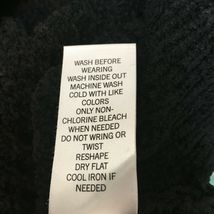 WASH BEFORE
WEARING
WASH INSIDE OUT
MACHINE WASH
COLD WITH LIKE
COLORS
ONLY NON-
CHLORINE BLEACH
WHEN NEEDED
DO NOT WRING OR
TWIST
RESHAPE
DRY FLAT
COOL IRON IF
NEEDED